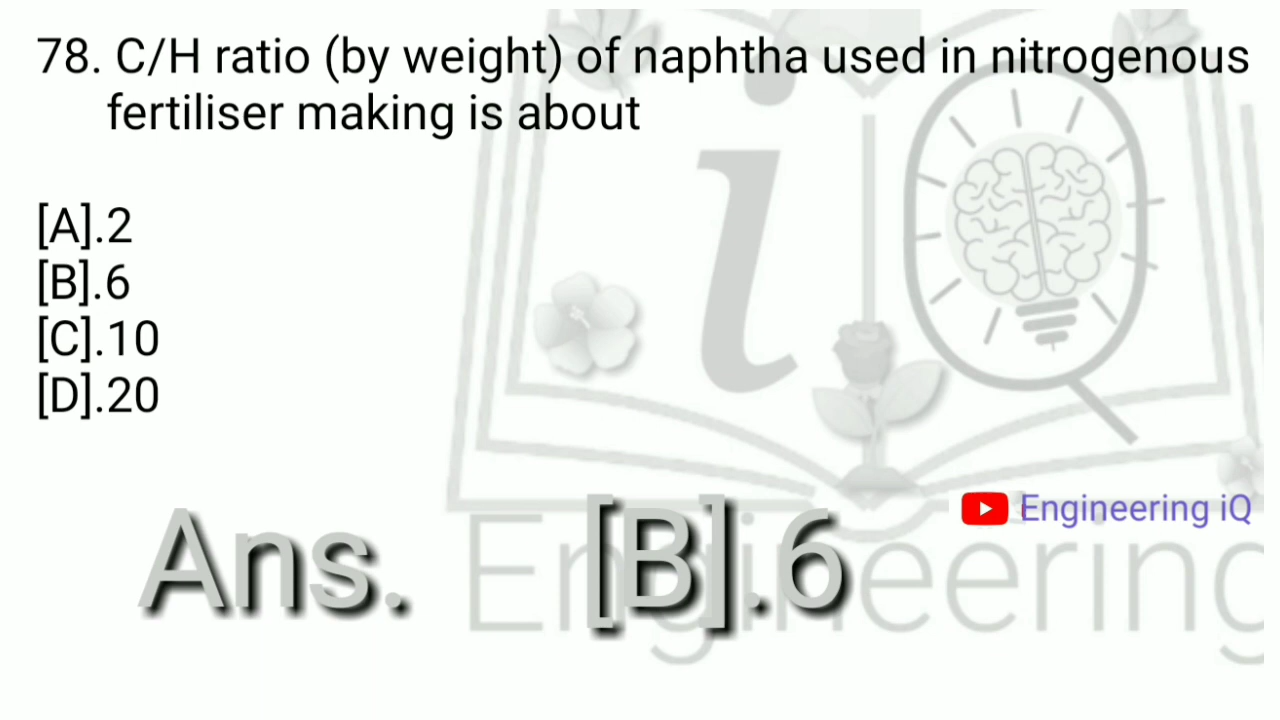 78. C/H ratio (by weight) of naphtha used in nitrogenous
fertiliser making is about
[A].2
[B].6
[C].10
[D].20
Engineering iQ
Ans. [B].6
iQ
Engineering